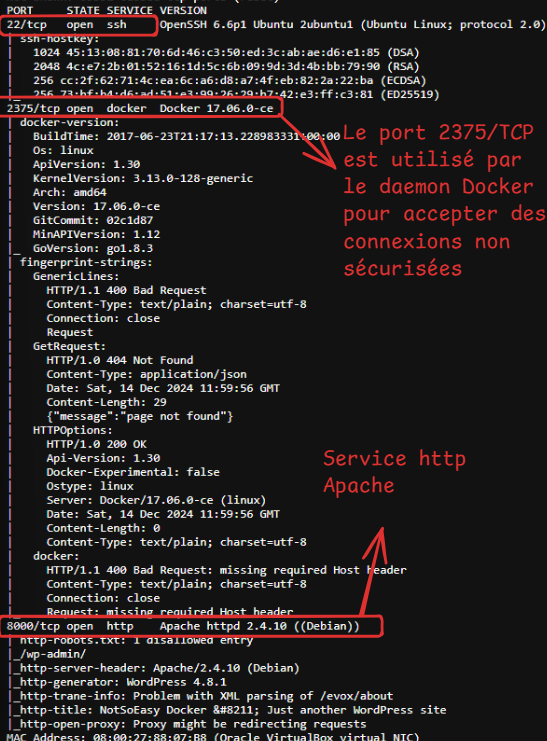 PORT STATE SERVICE VERSION
22/tcp open ssh OpenSSH 6.6p1 Ubuntu 2ubuntu1 (Ubuntu Linux; protocol 2.0)
| ssh-hostkey:
| 1024 45:13:08:81:70:6d:46:c3:50:ed:3c:ab:ae:d6:e1:85 (DSA)
| 2048 4c:e7:2b:01:52:16:1d:5c:6b:09:9d:3d:4b:bb:79:90 (RSA)
| 256 cc:2f:62:71:4c:ea:6c:a6:d8:a7:4f:eb:82:2a:22:ba (ECDSA)
|_ 256 73:bf:b4:d6:ad:51:e3:99:26:29:b7:42:e3:ff:c3:81 (ED25519)
2375/tcp open docker Docker 17.06.0-ce
| docker-version:
| BuildTime: 2017-06-23T21:17:13.228983331+00:00
| Os: linux
| ApiVersion: 1.30
| KernelVersion: 3.13.0-128-generic
| Arch: amd64
| Version: 17.06.0-ce
| GitCommit: 02c1d87
| MinAPIVersion: 1.12
|_ GoVersion: go1.8.3
| fingerprint-strings:
| GenericLines:
| HTTP/1.1 400 Bad Request
| Content-Type: text/plain; charset=utf-8
| Connection: close
| Request
| GetRequest:
| HTTP/1.0 404 Not Found
| Content-Type: application/json
| Date: Sat, 14 Dec 2024 11:59:56 GMT
| Content-Length: 29
| {"message":"page not found"}
| HTTPOptions:
| HTTP/1.0 200 OK
| Api-Version: 1.30
| Docker-Experimental: false
| Ostype: linux
| Server: Docker/17.06.0-ce (linux)
| Date: Sat, 14 Dec 2024 11:59:56 GMT
| Content-Length: 0
| Content-Type: text/plain; charset=utf-8
| docker:
| HTTP/1.1 400 Bad Request: missing required Host header
| Content-Type: text/plain; charset=utf-8
| Connection: close
|_ Request: missing required Host header
8000/tcp open http Apache httpd 2.4.10 ((Debian))
| http-robots.txt: 1 disallowed entry
|_/wp-admin/
|_http-server-header: Apache/2.4.10 (Debian)
|_http-generator: WordPress 4.8.1
|_http-trane-info: Problem with XML parsing of /evox/about
|_http-title: NotSoEasy Docker &#8211; Just another WordPress site
|_http-open-proxy: Proxy might be redirecting requests
MAC Address: 08:00:27:88:07:B8 (Oracle VirtualBox virtual NIC)
Le port 2375/TCP
est utilisé par
le daemon Docker
pour accepter des
connexions non
sécurisées
Service http
Apache